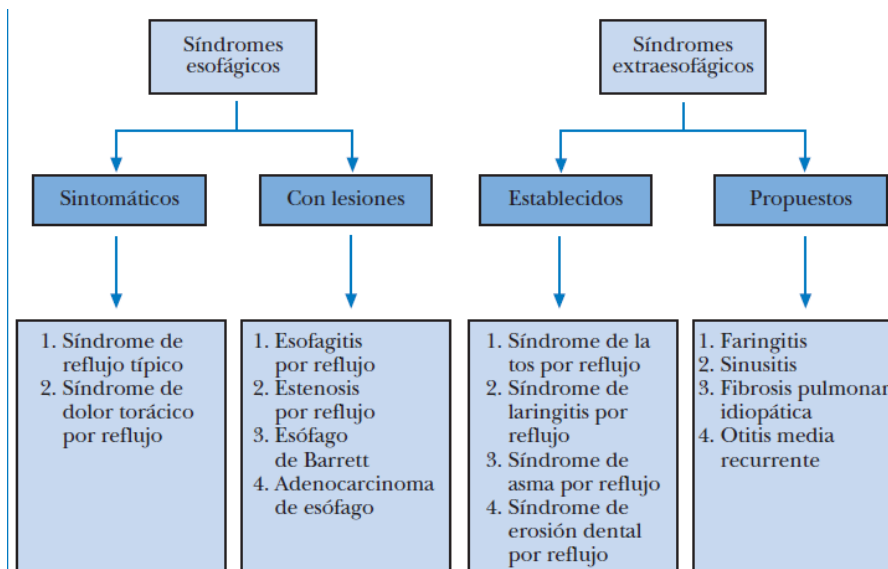 Síndromes
esofágicos
Síndromes
extraesofágicos
Sintomáticos
Con lesiones
Establecidos
Propuestos
1. Síndrome de
reflujo típico
2. Síndrome de
dolor torácico
por reflujo
1. Esofagitis
por reflujo
2. Estenosis
por reflujo
3. Esófago
de Barrett
4. Adenocarcinoma
de esófago
1. Síndrome de la
tos por reflujo
2. Síndrome de
laringitis por
reflujo
3. Síndrome de
asma por reflujo
4. Síndrome de
erosión dental
por reflujo
1. Faringitis
2. Sinusitis
3. Fibrosis pulmonar
idiopática
4. Otitis media
recurrente